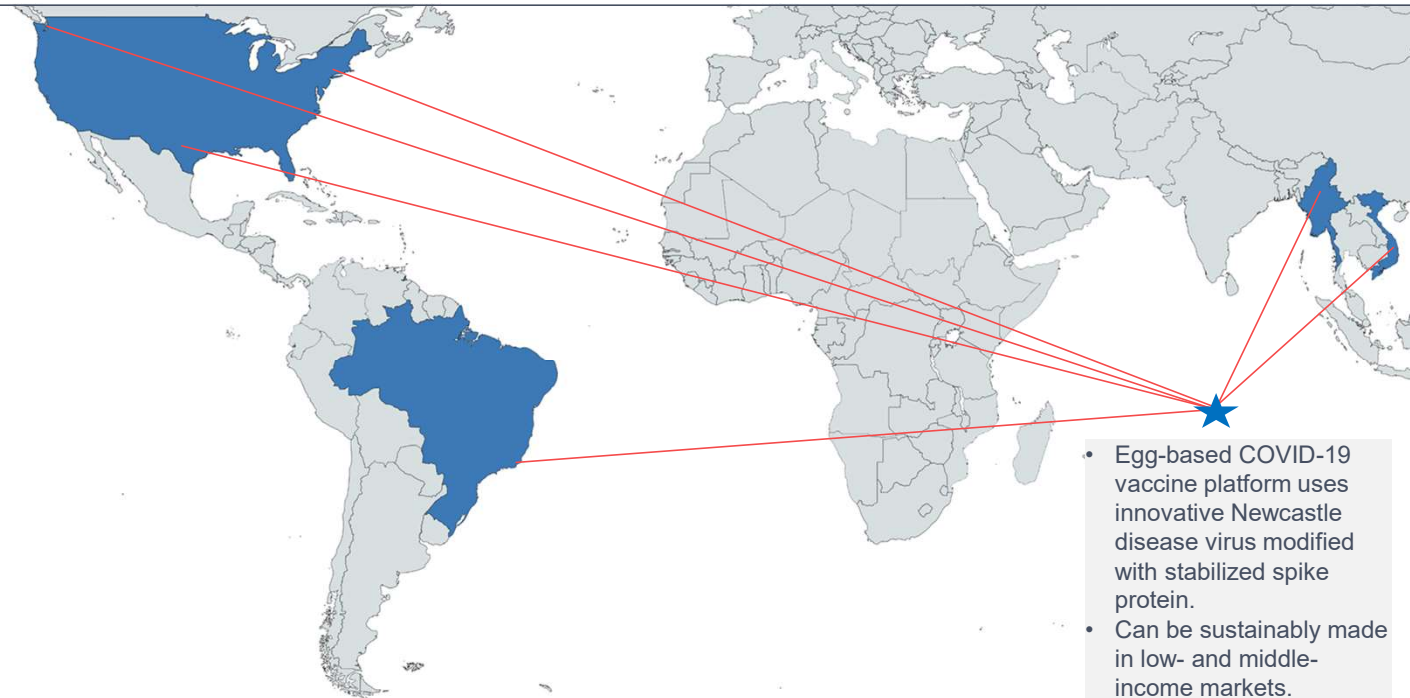 • Egg-based COVID-19
vaccine platform uses
innovative Newcastle
disease virus modified
with stabilized spike
protein.
• Can be sustainably made
in low- and middle-
income markets.